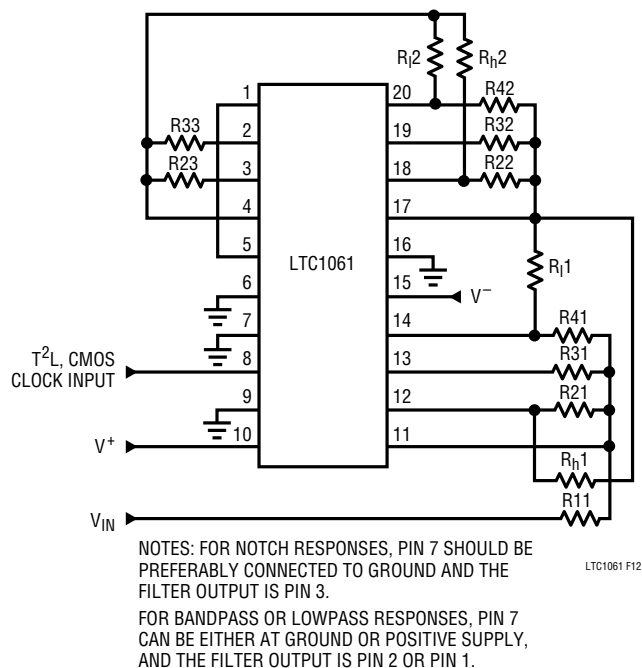 Rl2
Rh2
1
20
R42
R33
2
19
R32
R23
3
18
R22
4
17
5
LTC1061
16
Rl1
6
15
V–
7
14
R41
T2L, CMOS
CLOCK INPUT
8
13
R31
9
12
R21
V+
10
11
Rh1
R11
VIN
NOTES: FOR NOTCH RESPONSES, PIN 7 SHOULD BE
PREFERABLY CONNECTED TO GROUND AND THE
FILTER OUTPUT IS PIN 3.
LTC1061 F12
FOR BANDPASS OR LOWPASS RESPONSES, PIN 7
CAN BE EITHER AT GROUND OR POSITIVE SUPPLY,
AND THE FILTER OUTPUT IS PIN 2 OR PIN 1.